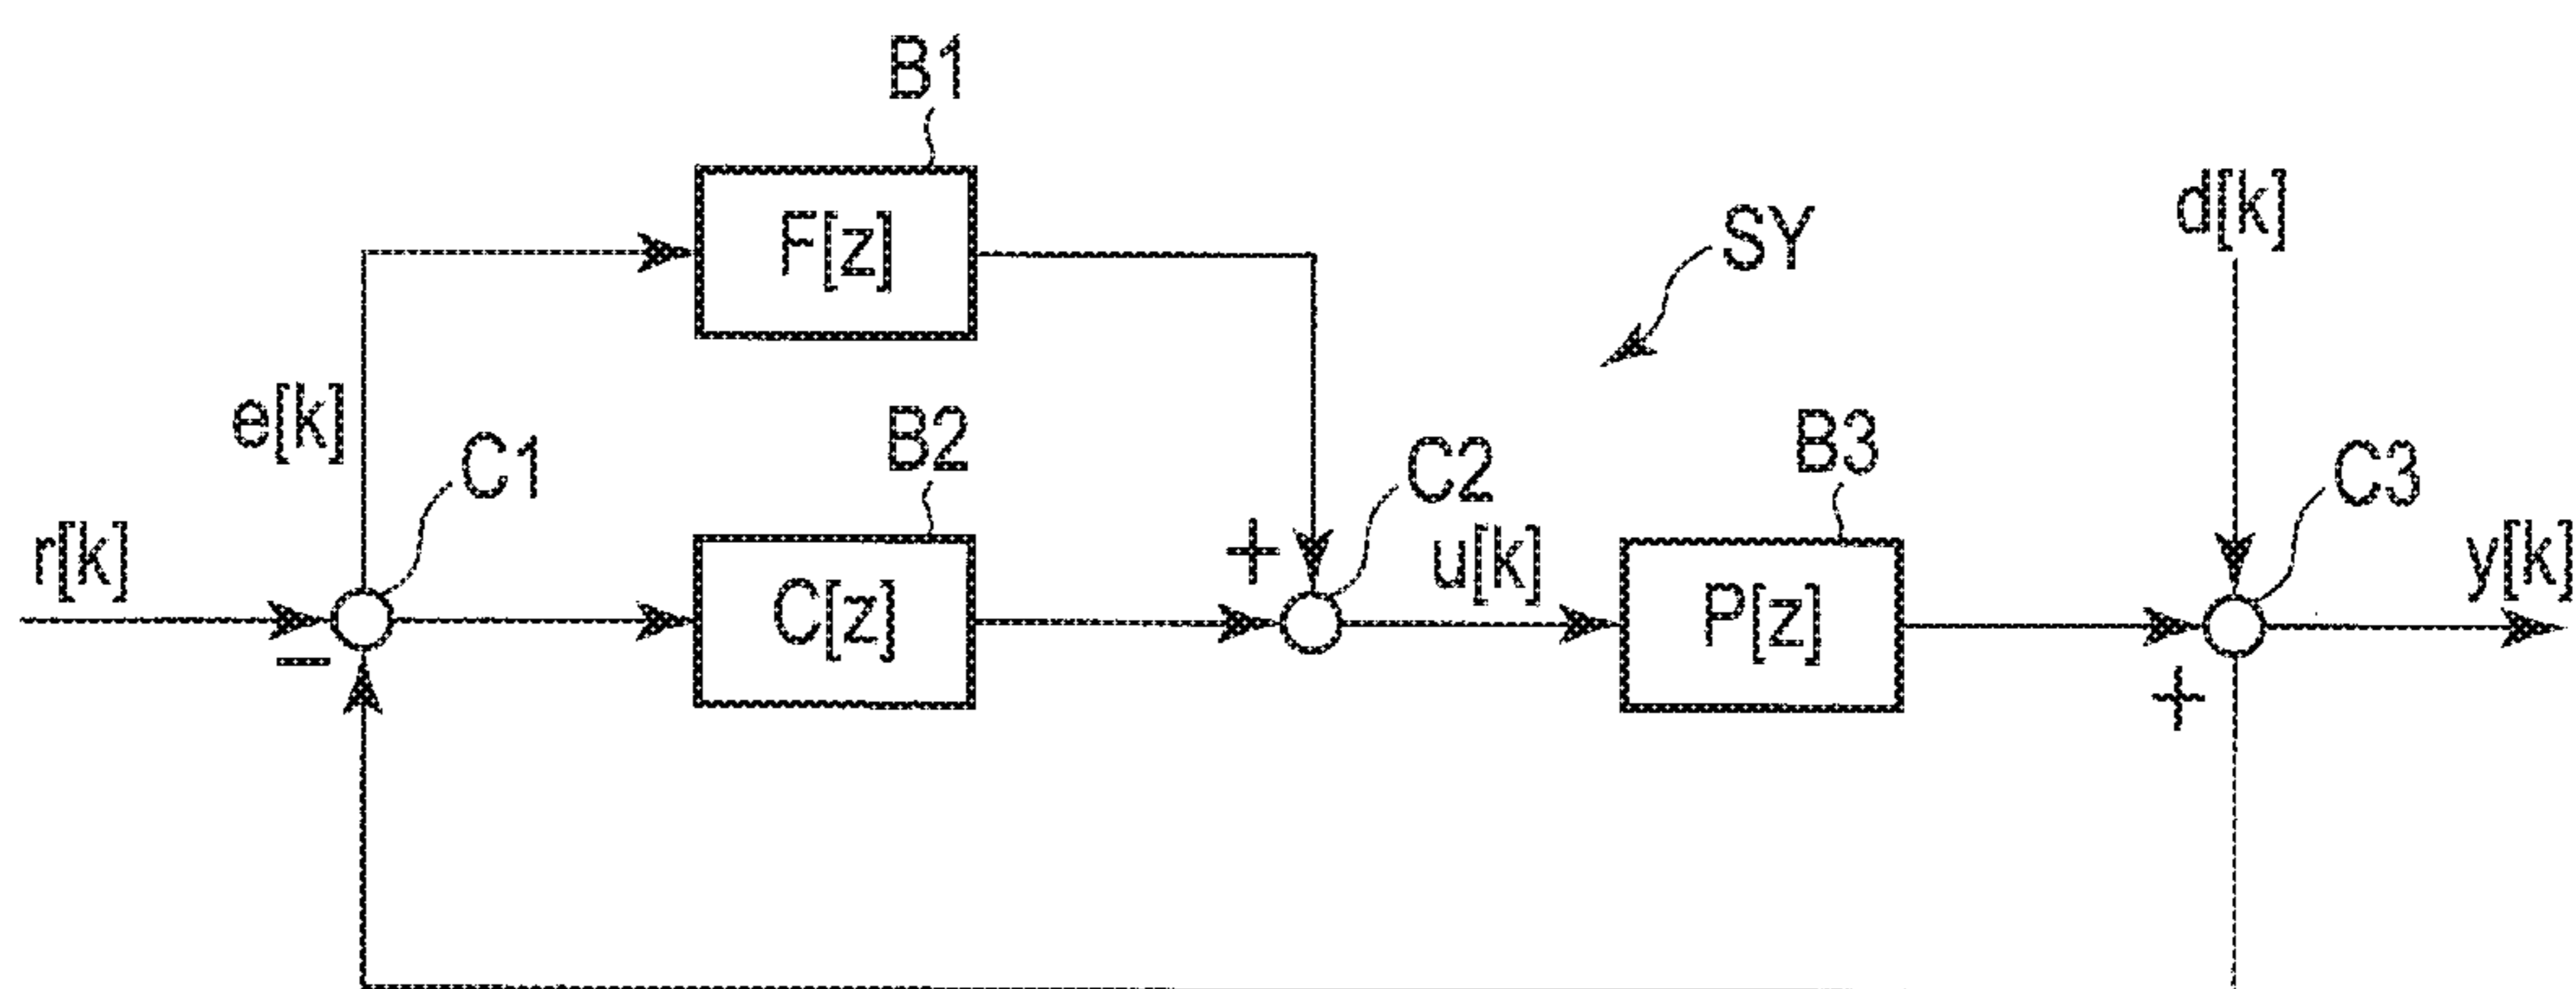 B1
F[z]
SY
d[k]
e[k]
C1
B2
C2
B3
C3
r[k]
+
u[k]
y[k]
C[z]
P[z]
−
+